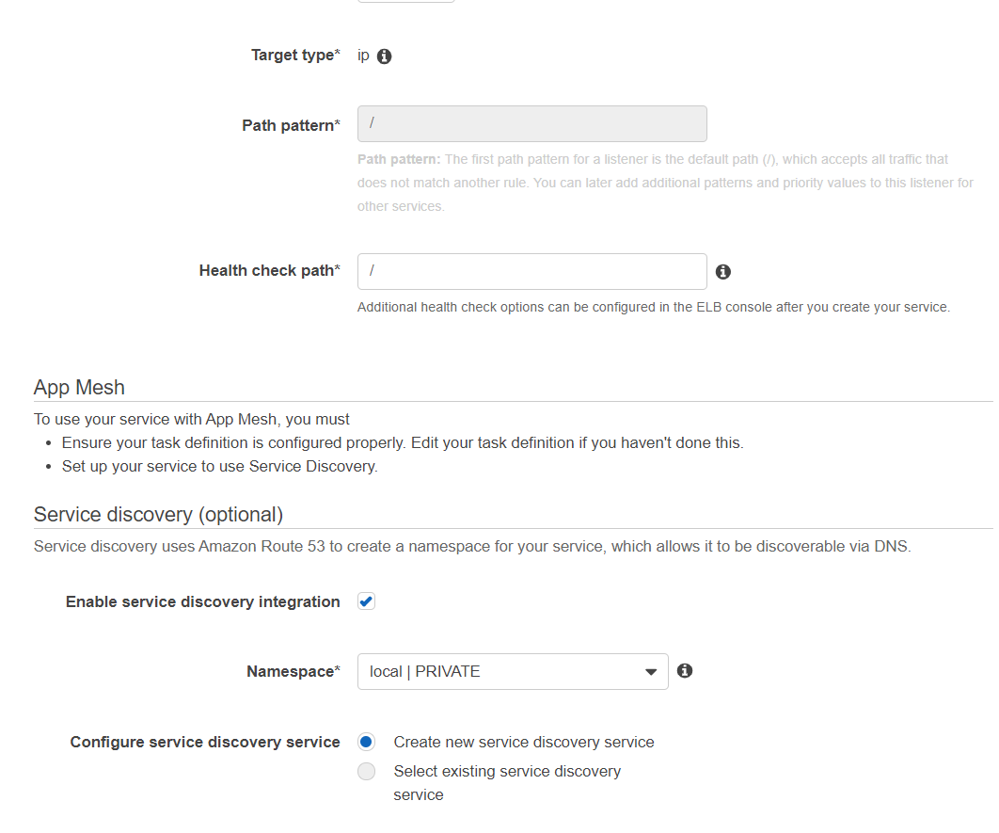 Target type* ip
Path pattern* /
Path pattern: The first path pattern for a listener is the default path (/), which accepts all traffic that
does not match another rule. You can later add additional patterns and priority values to this listener for
other services.
Health check path* /
Additional health check options can be configured in the ELB console after you create your service.
App Mesh
To use your service with App Mesh, you must
• Ensure your task definition is configured properly. Edit your task definition if you haven't done this.
• Set up your service to use Service Discovery.
Service discovery (optional)
Service discovery uses Amazon Route 53 to create a namespace for your service, which allows it to be discoverable via DNS.
Enable service discovery integration
Namespace* local | PRIVATE
Configure service discovery service Create new service discovery service
Select existing service discovery
service